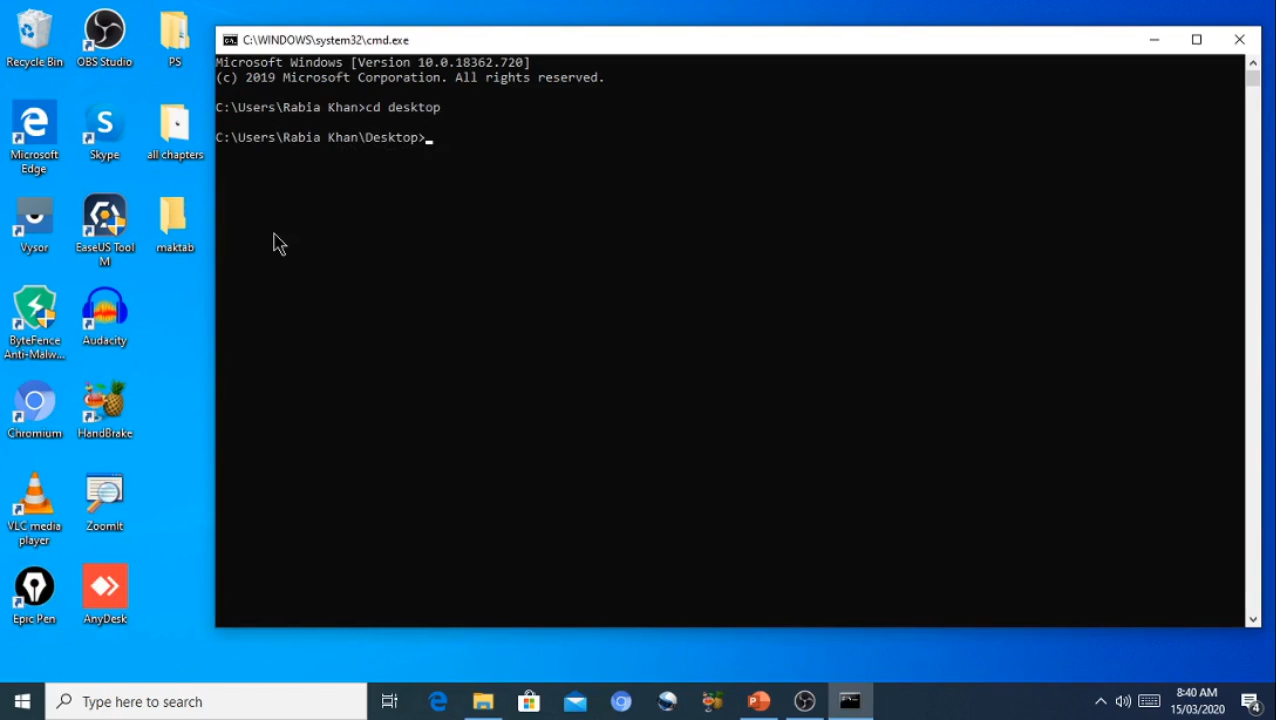 Recycle Bin
OBS Studio
PS
Microsoft
Edge
Skype
all chapters
Vysor
EaseUS Tool
M
maktab
ByteFence
Anti-Malw...
Audacity
Chromium
HandBrake
VLC media
player
ZoomIt
Epic Pen
AnyDesk
C:\WINDOWS\system32\cmd.exe
Microsoft Windows [Version 10.0.18362.720]
(c) 2019 Microsoft Corporation. All rights reserved.
C:\Users\Rabia Khan>cd desktop
C:\Users\Rabia Khan\Desktop>_
Type here to search
8:40 AM
15/03/2020
4